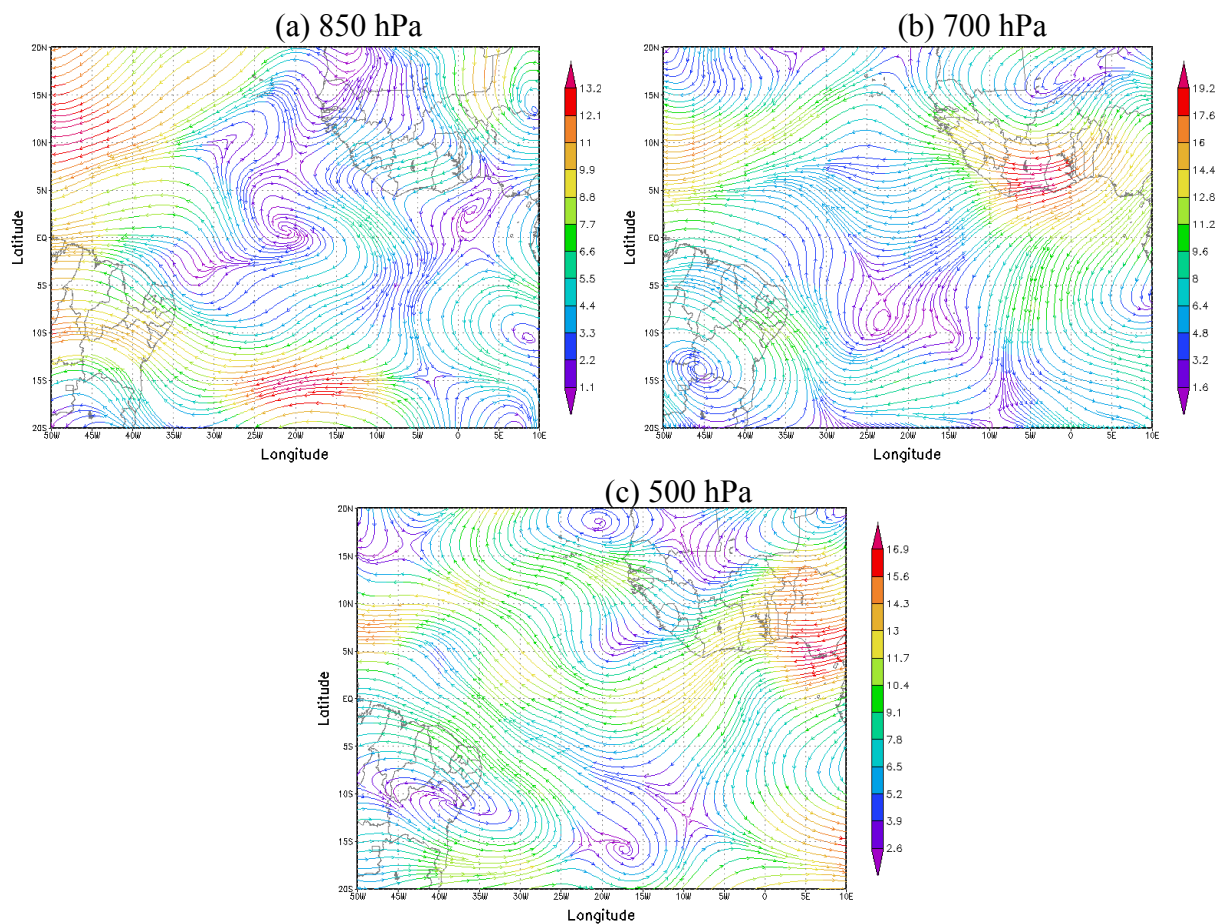 (a) 850 hPa
20N
15N
10N
5N
EQ
5S
10S
15S
20S
Latitude
50W 45W 40W 35W 30W 25W 20W 15W 10W 5W 0 5E 10E
Longitude
13.2
12.1
11
9.9
8.8
7.7
6.6
5.5
4.4
3.3
2.2
1.1
(b) 700 hPa
20N
15N
10N
5N
EQ
5S
10S
15S
20S
Latitude
50W 45W 40W 35W 30W 25W 20W 15W 10W 5W 0 5E 10E
Longitude
19.2
17.6
16
14.4
12.8
11.2
9.6
8
6.4
4.8
3.2
1.6
(c) 500 hPa
20N
15N
10N
5N
EQ
5S
10S
15S
20S
Latitude
50W 45W 40W 35W 30W 25W 20W 15W 10W 5W 0 5E 10E
Longitude
16.9
15.6
14.3
13
11.7
10.4
9.1
7.8
6.5
5.2
3.9
2.6